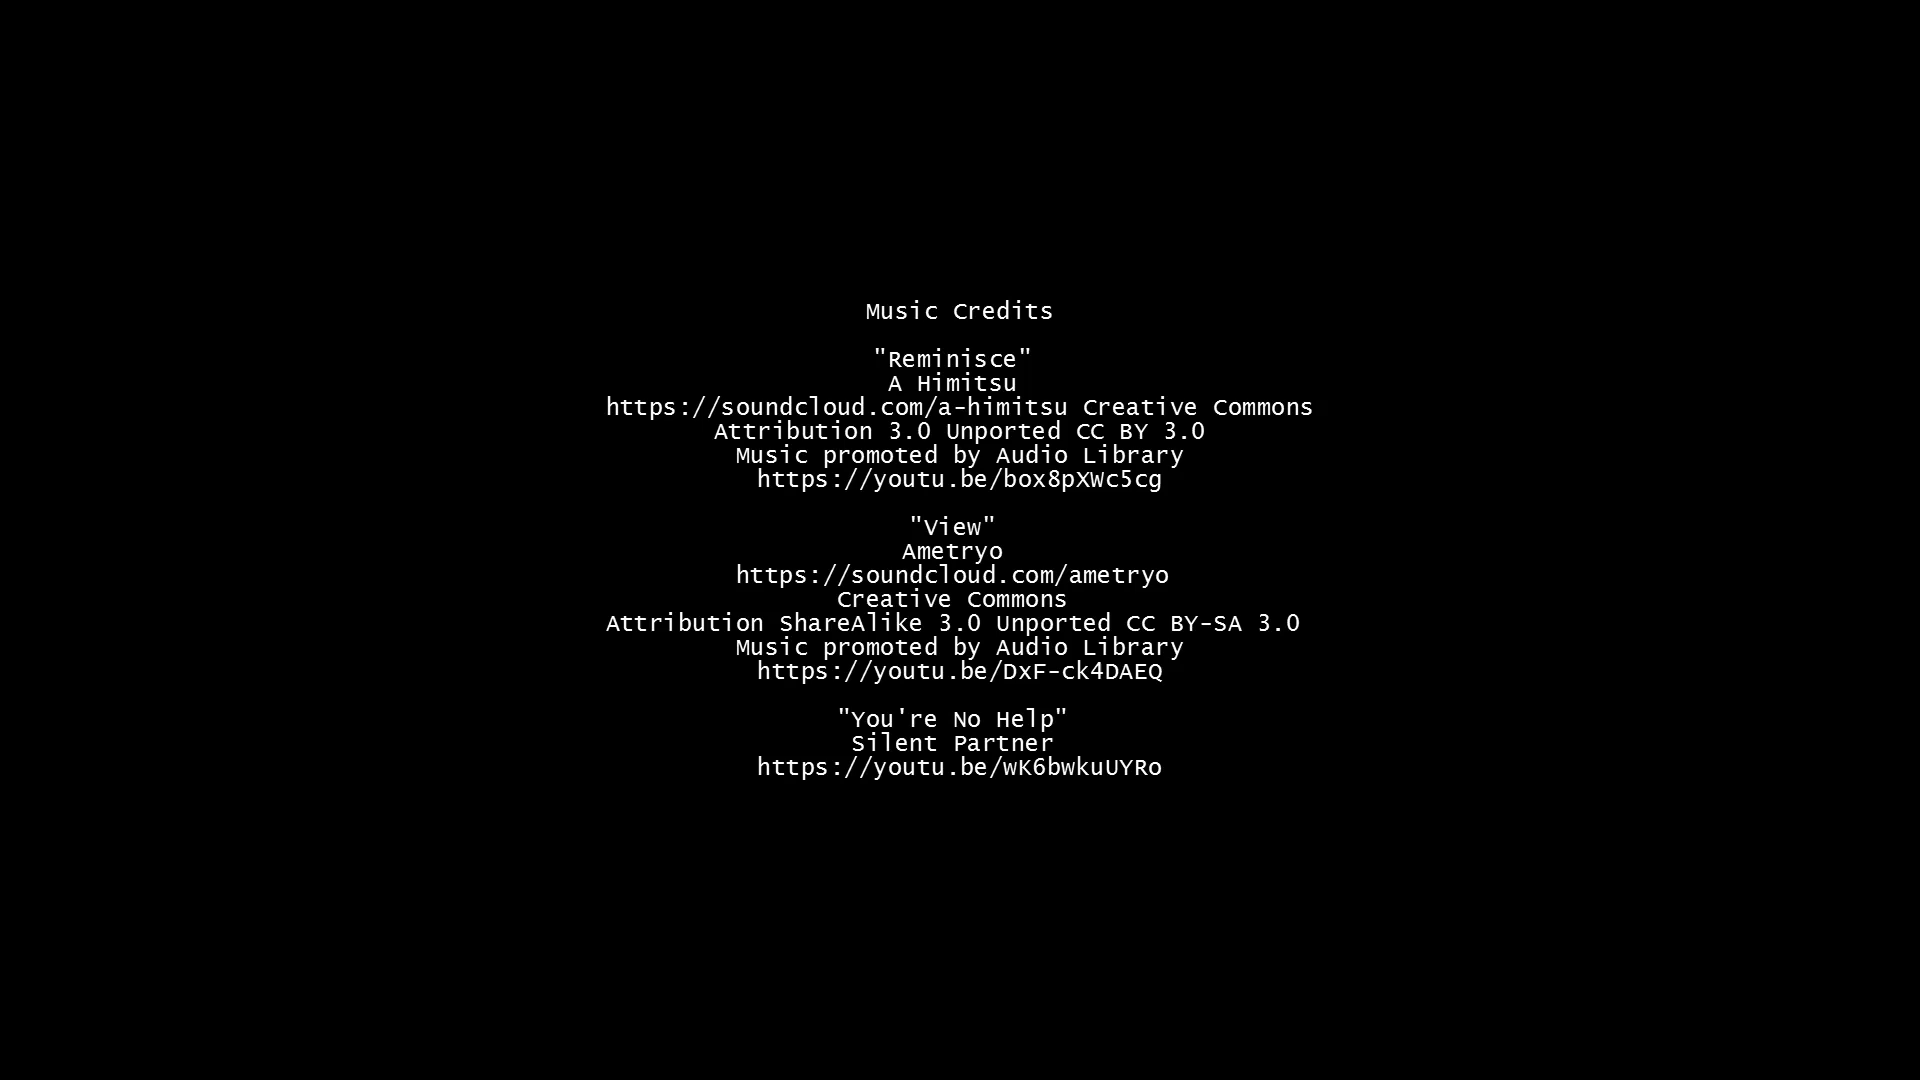 Music Credits
"Reminisce"
A Himitsu
https://soundcloud.com/a-himitsu Creative Commons
Attribution 3.0 Unported CC BY 3.0
Music promoted by Audio Library
https://youtu.be/box8pXWc5cg
"View"
Ametryo
https://soundcloud.com/ametryo
Creative Commons
Attribution ShareAlike 3.0 Unported CC BY-SA 3.0
Music promoted by Audio Library
https://youtu.be/DxF-ck4DAEQ
"You're No Help"
Silent Partner
https://youtu.be/wK6bwkuUYRo